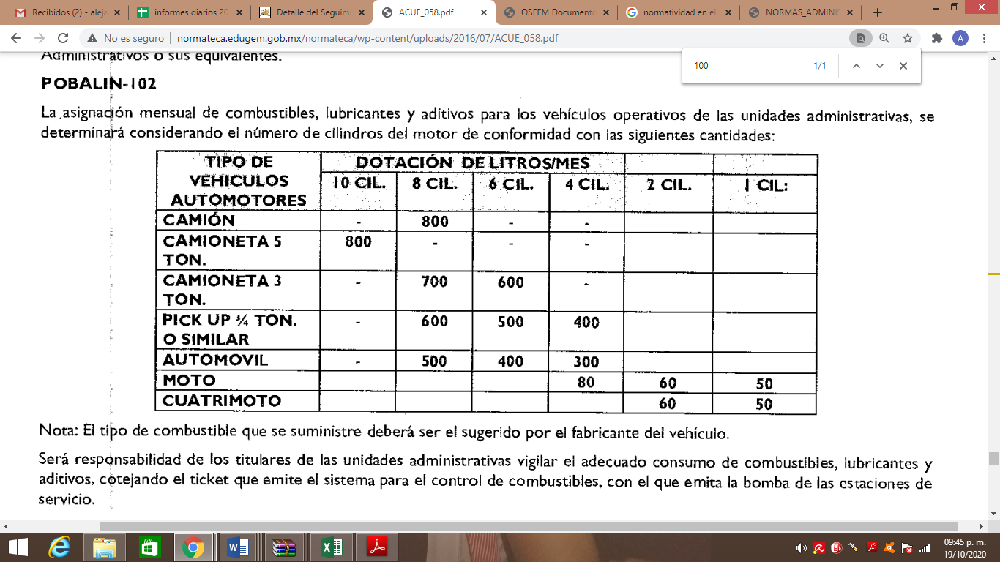 Recibidos (2) - aleja
informes diarios 20
Detalle del Seguimi
ACUE_058.pdf
OSFEM Documento
normatividad en el
NORMAS_ADMINIS
No es seguro | normateca.edugem.gob.mx/normateca/wp-content/uploads/2016/07/ACUE_058.pdf
A
100 1/1
Administrativos o sus equivalentes.
POBALIN-102
La asignación mensual de combustibles, lubricantes y aditivos para los vehículos operativos de las unidades administrativas, se
determinará considerando el número de cilindros del motor de conformidad con las siguientes cantidades:
TIPO DE VEHICULOS AUTOMOTORES DOTACIÓN DE LITROS/MES
10 CIL. 8 CIL. 6 CIL. 4 CIL. 2 CIL. 1 CIL:
CAMIÓN - 800 - -
CAMIONETA 5 TON. 800 - - -
CAMIONETA 3 TON. - 700 600 -
PICK UP ¾ TON. O SIMILAR - 600 500 400
AUTOMOVIL - 500 400 300
MOTO 80 60 50
CUATRIMOTO 60 50
Nota: El tipo de combustible que se suministre deberá ser el sugerido por el fabricante del vehículo.
Será responsabilidad de los titulares de las unidades administrativas vigilar el adecuado consumo de combustibles, lubricantes y
aditivos, cotejando el ticket que emite el sistema para el control de combustibles, con el que emita la bomba de las estaciones de
servicio.
09:45 p. m.
19/10/2020